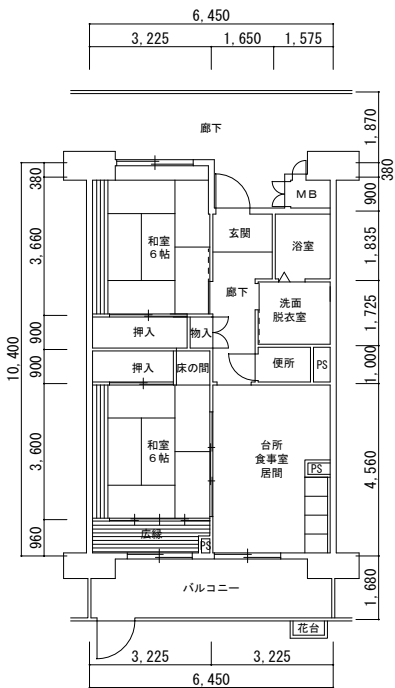 6,450
3,225
1,650
1,575
廊下
1,870
380
380
MB
900
玄関
浴室
和室
6帖
3,660
1,835
廊下
洗面
脱衣室
1,725
押入
物入
900
10,400
押入
床の間
便所
PS
900
1,000
和室
6帖
台所
食事室
居間
3,600
4,560
PS
広縁
PS
960
バルコニー
1,680
花台
3,225
3,225
6,450